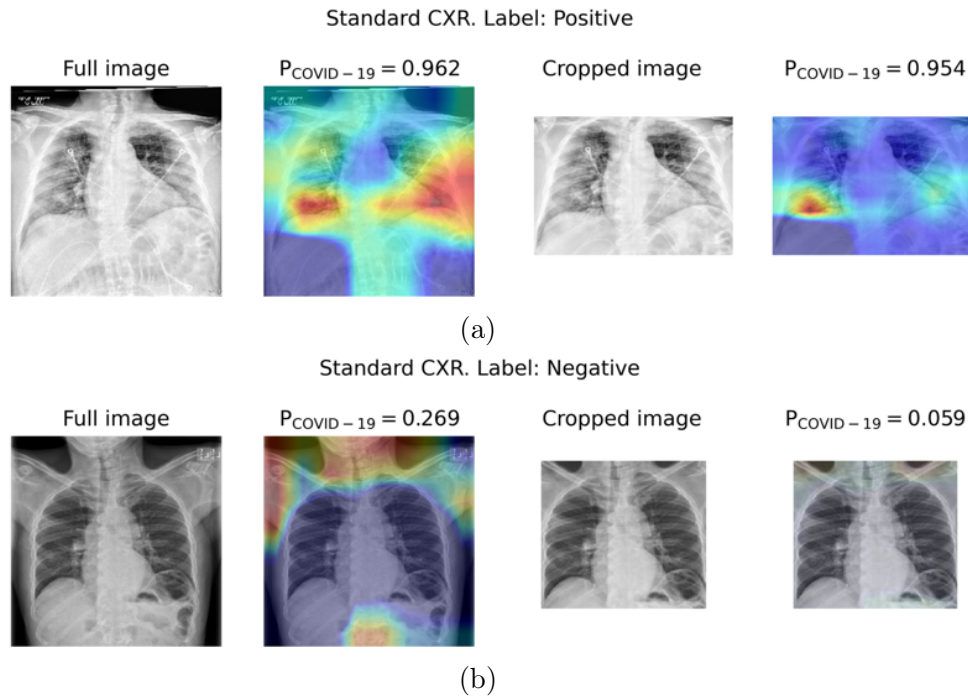 Standard CXR. Label: Positive
Full image
P_COVID-19 = 0.962
Cropped image
P_COVID-19 = 0.954
(a)
Standard CXR. Label: Negative
Full image
P_COVID-19 = 0.269
Cropped image
P_COVID-19 = 0.059
(b)